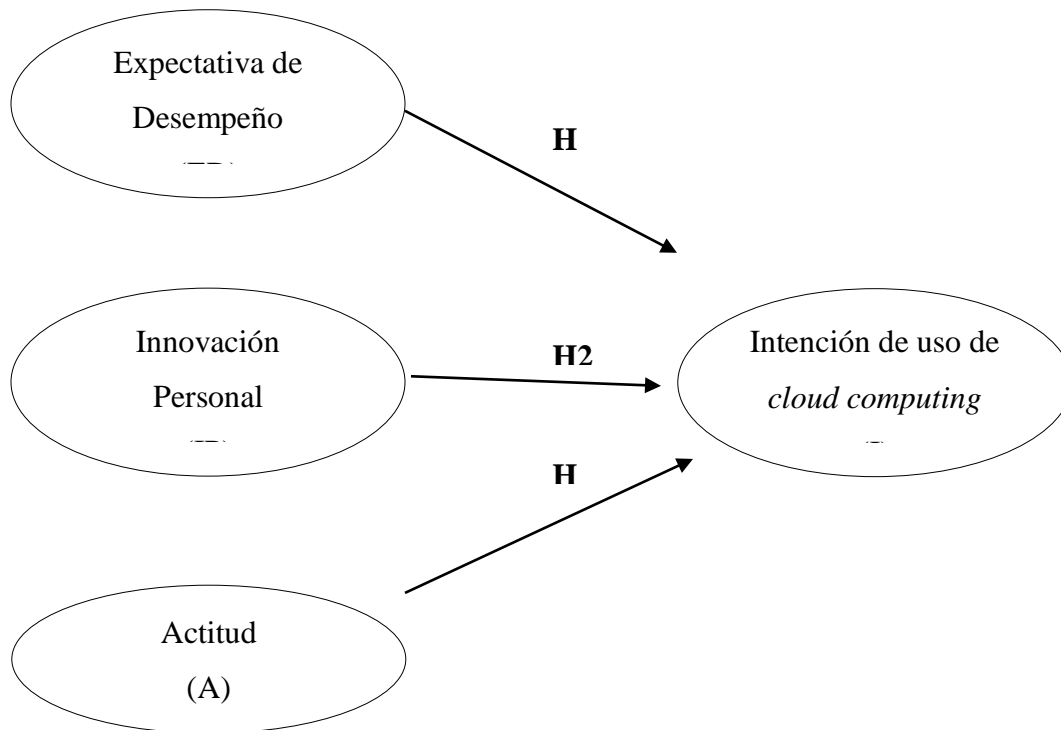 Expectativa de
Desempeño
H
Innovación
Personal
H2
Intención de uso de
cloud computing
H
Actitud
(A)